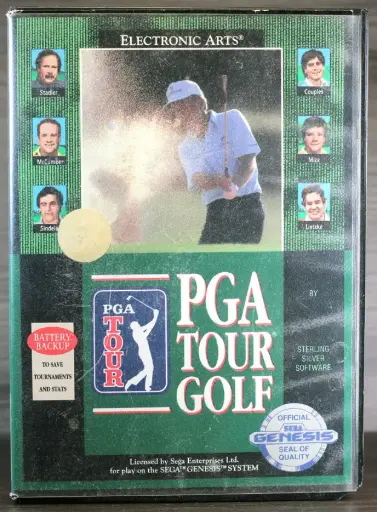 ELECTRONIC ARTS®
Stadler
Couples
McCumber
Mize
Sindelar
Lietzke
PGA
TOUR
PGA
TOUR
GOLF
BATTERY
BACKUP
TO SAVE
TOURNAMENTS
AND STATS
BY
STERLING
SILVER
SOFTWARE
OFFICIAL
SEGA
GENESIS
SEAL OF
QUALITY
Licensed by Sega Enterprises Ltd.
for play on the SEGA™ GENESIS™ SYSTEM